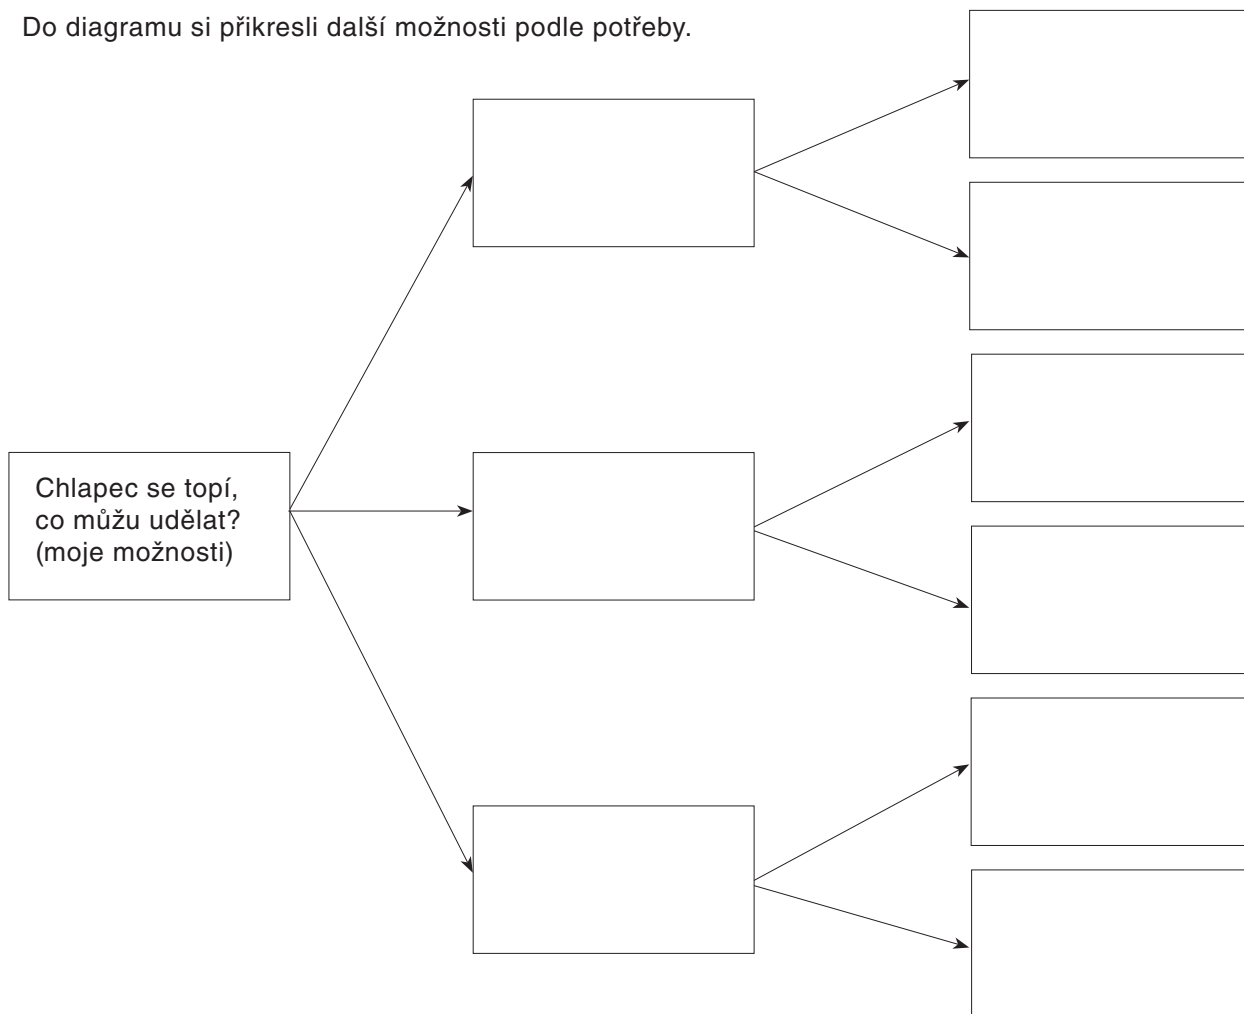 Do diagramu si přikresli další možnosti podle potřeby.
Chlapec se topí,
co můžu udělat?
(moje možnosti)